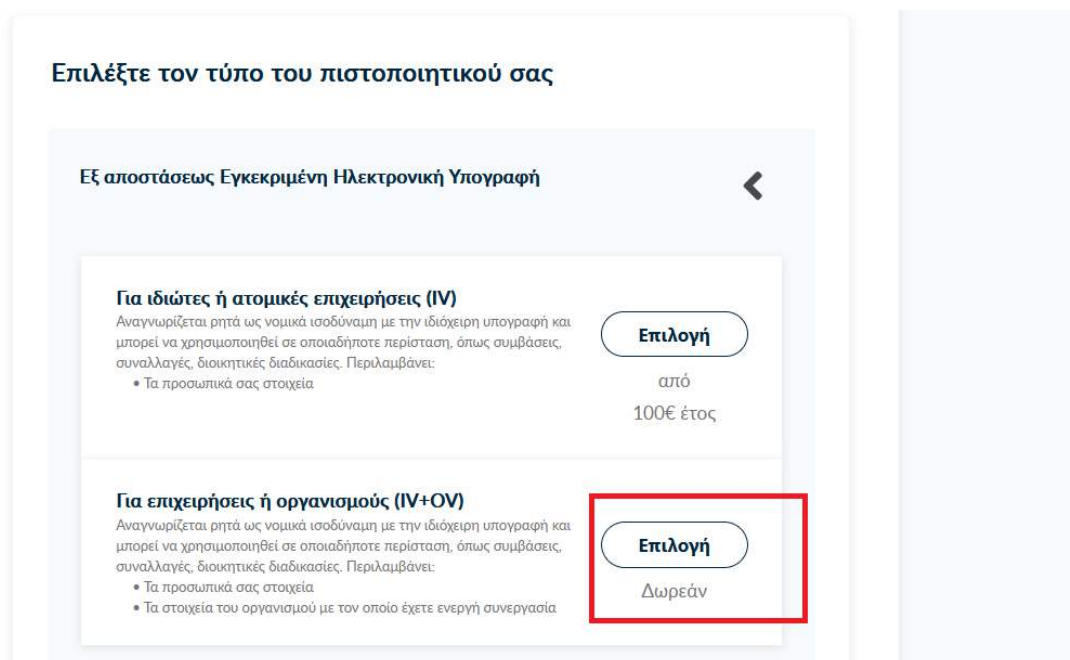 Επιλέξτε τον τύπο του πιστοποιητικού σας
Εξ αποστάσεως Εγκεκριμένη Ηλεκτρονική Υπογραφή
Για ιδιώτες ή ατομικές επιχειρήσεις (IV)
Αναγνωρίζεται ρητά ως νομικά ισοδύναμη με την ιδιόχειρη υπογραφή και
μπορεί να χρησιμοποιηθεί σε οποιαδήποτε περίσταση, όπως συμβάσεις,
συναλλαγές, διοικητικές διαδικασίες. Περιλαμβάνει:
• Τα προσωπικά σας στοιχεία
Επιλογή
από
100€ έτος
Για επιχειρήσεις ή οργανισμούς (IV+OV)
Αναγνωρίζεται ρητά ως νομικά ισοδύναμη με την ιδιόχειρη υπογραφή και
μπορεί να χρησιμοποιηθεί σε οποιαδήποτε περίσταση, όπως συμβάσεις,
συναλλαγές, διοικητικές διαδικασίες. Περιλαμβάνει:
• Τα προσωπικά σας στοιχεία
• Τα στοιχεία του οργανισμού με τον οποίο έχετε ενεργή συνεργασία
Επιλογή
Δωρεάν